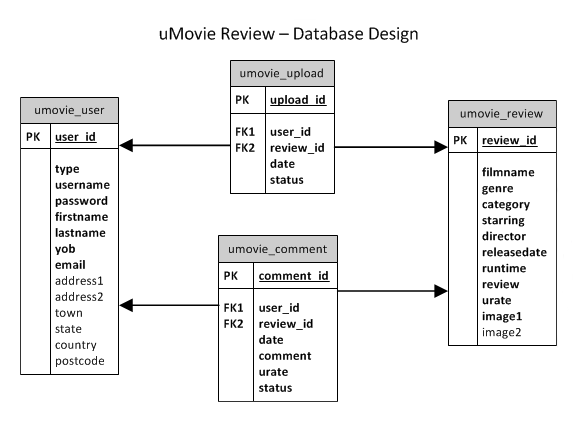 uMovie Review – Database Design
umovie_user
PK user_id
type
username
password
firstname
lastname
yob
email
address1
address2
town
state
country
postcode
umovie_upload
PK upload_id
FK1 user_id
FK2 review_id
date
status
umovie_comment
PK comment_id
FK1 user_id
FK2 review_id
date
comment
urate
status
umovie_review
PK review_id
filmname
genre
category
starring
director
releasedate
runtime
review
urate
image1
image2